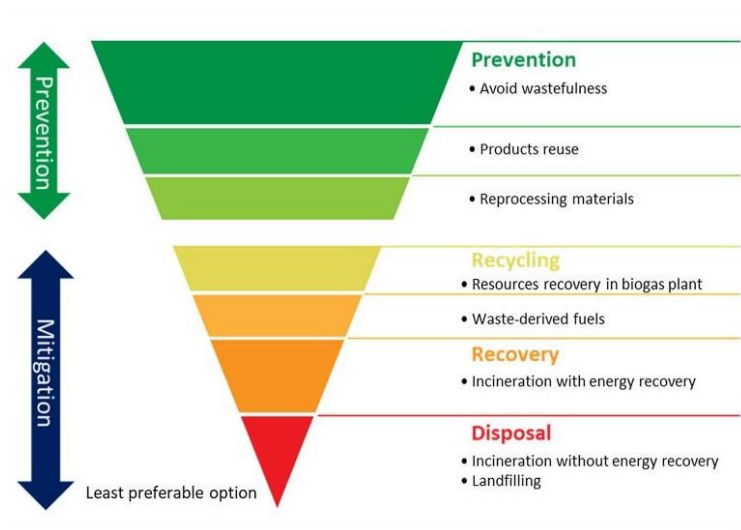 Prevention
Prevention
• Avoid wastefulness
• Products reuse
• Reprocessing materials
Mitigation
Recycling
• Resources recovery in biogas plant
• Waste-derived fuels
Recovery
• Incineration with energy recovery
Disposal
• Incineration without energy recovery
• Landfilling
Least preferable option